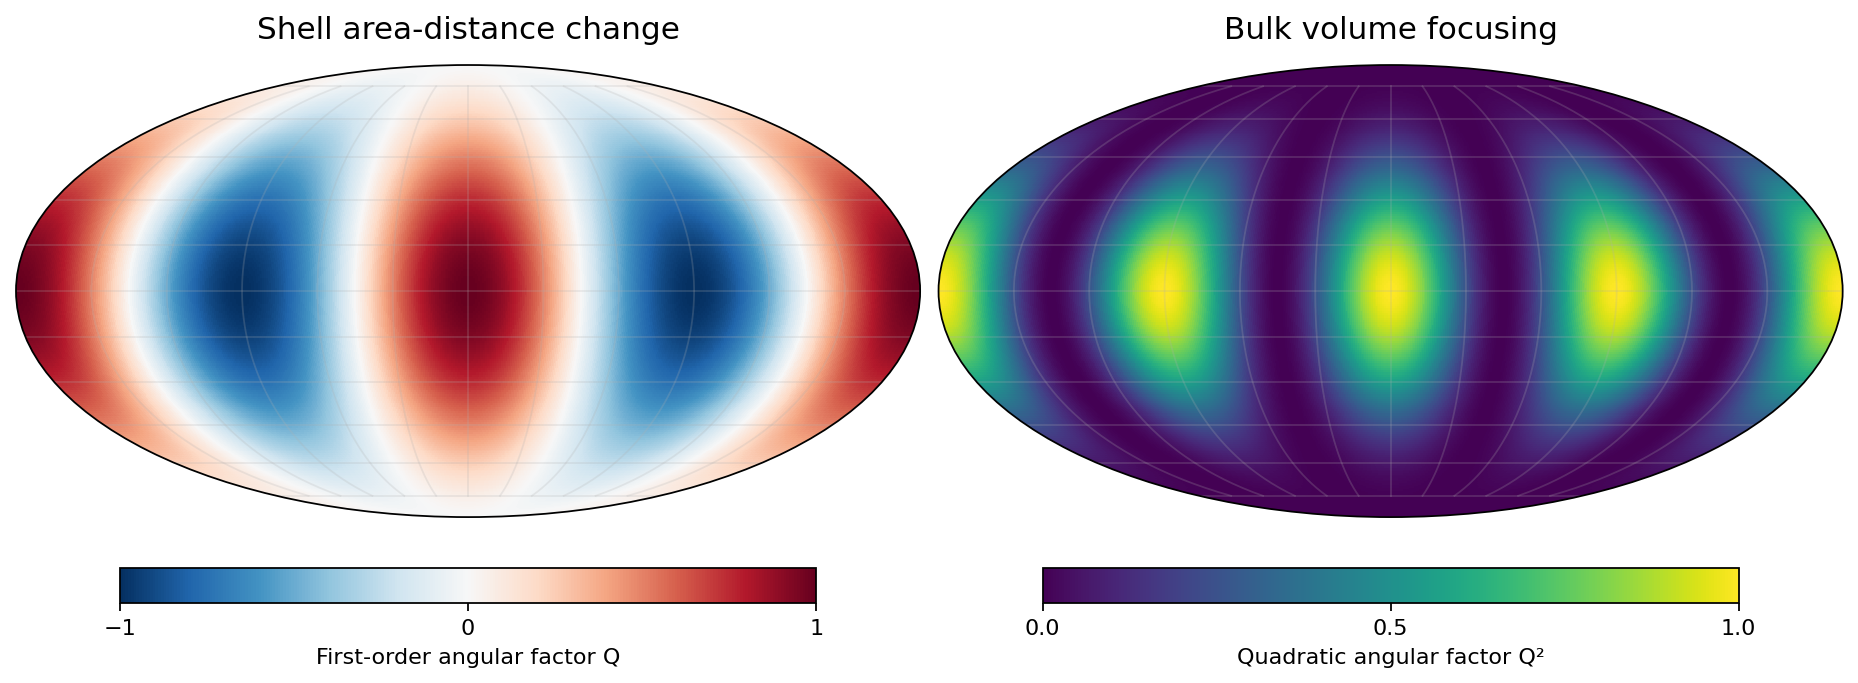 Shell area-distance change
Bulk volume focusing
−1 0 1
First-order angular factor Q
0.0 0.5 1.0
Quadratic angular factor Q²